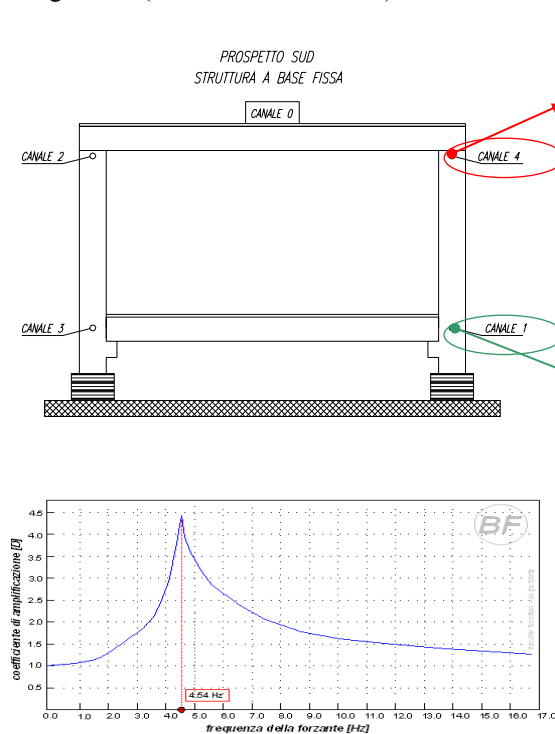 PROSPETTO SUD
STRUTTURA A BASE FISSA
CANALE 0
CANALE 2
CANALE 4
CANALE 3
CANALE 1
BF
coefficiente di amplificazione [D]
4.5
4.0
3.5
3.0
2.5
2.0
1.5
1.0
0.5
4.54 Hz
0.0 1.0 2.0 3.0 4.0 5.0 6.0 7.0 8.0 9.0 10.0 11.0 12.0 13.0 14.0 15.0 16.0 17.0
frequenza della forzante [Hz]